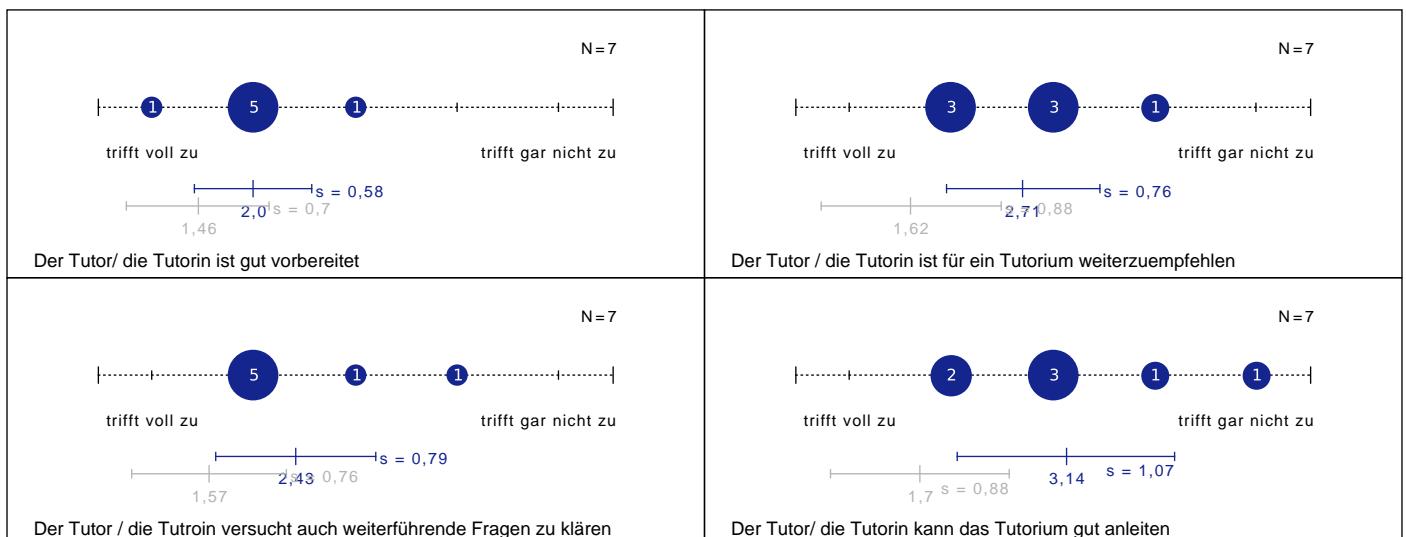 N=7
1 5 1
trifft voll zu trifft gar nicht zu
s = 0,58
2,0 s = 0,7
1,46
Der Tutor/ die Tutorin ist gut vorbereitet
N=7
3 3 1
trifft voll zu trifft gar nicht zu
s = 0,76
2,71 s = 0,88
1,62
Der Tutor / die Tutorin ist für ein Tutorium weiterzuempfehlen
N=7
5 1 1
trifft voll zu trifft gar nicht zu
s = 0,79
2,43 s = 0,76
1,57
Der Tutor / die Tutroin versucht auch weiterführende Fragen zu klären
N=7
2 3 1 1
trifft voll zu trifft gar nicht zu
3,14 s = 1,07
1,7 s = 0,88
Der Tutor/ die Tutorin kann das Tutorium gut anleiten